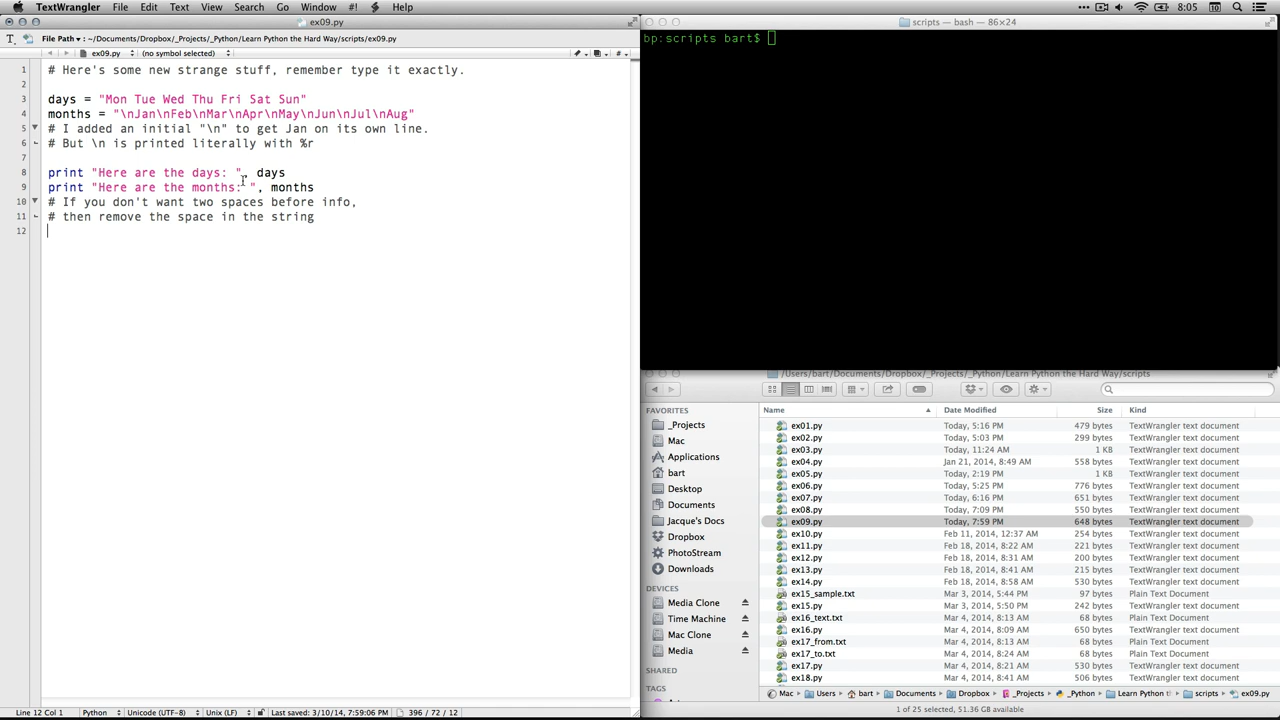 TextWrangler File Edit Text View Search Go Window #! Help 8:05
ex09.py
File Path ▾ : ~/Documents/Dropbox/_Projects/_Python/Learn Python the Hard Way/scripts/ex09.py
ex09.py (no symbol selected)
1 # Here's some new strange stuff, remember type it exactly.
2
3 days = "Mon Tue Wed Thu Fri Sat Sun"
4 months = "\nJan\nFeb\nMar\nApr\nMay\nJun\nJul\nAug"
5 # I added an initial "\n" to get Jan on its own line.
6 # But \n is printed literally with %r
7
8 print "Here are the days: ", days
9 print "Here are the months: ", months
10 # If you don't want two spaces before info,
11 # then remove the space in the string
12
Line 12 Col 1 Python Unicode (UTF-8) Unix (LF) Last saved: 3/10/14, 7:59:06 PM 396 / 72 / 12
scripts — bash — 86×24
bp:scripts bart$
/Users/bart/Documents/Dropbox/_Projects/_Python/Learn Python the Hard Way/scripts
FAVORITES
_Projects
Mac
Applications
bart
Desktop
Documents
Jacque's Docs
Dropbox
PhotoStream
Downloads
DEVICES
Media Clone
Time Machine
Mac Clone
Media
SHARED
TAGS
Name Date Modified Size Kind
ex01.py Today, 5:16 PM 479 bytes TextWrangler text document
ex02.py Today, 5:03 PM 299 bytes TextWrangler text document
ex03.py Today, 11:24 AM 1 KB TextWrangler text document
ex04.py Jan 21, 2014, 8:49 AM 558 bytes TextWrangler text document
ex05.py Today, 2:19 PM 1 KB TextWrangler text document
ex06.py Today, 5:25 PM 776 bytes TextWrangler text document
ex07.py Today, 6:16 PM 651 bytes TextWrangler text document
ex08.py Today, 7:09 PM 550 bytes TextWrangler text document
ex09.py Today, 7:59 PM 648 bytes TextWrangler text document
ex10.py Feb 11, 2014, 12:37 AM 254 bytes TextWrangler text document
ex11.py Feb 18, 2014, 8:22 AM 221 bytes TextWrangler text document
ex12.py Feb 18, 2014, 8:31 AM 200 bytes TextWrangler text document
ex13.py Feb 18, 2014, 8:41 AM 215 bytes TextWrangler text document
ex14.py Feb 18, 2014, 8:58 AM 530 bytes TextWrangler text document
ex15_sample.txt Mar 3, 2014, 5:44 PM 97 bytes Plain Text Document
ex15.py Mar 3, 2014, 5:50 PM 242 bytes TextWrangler text document
ex16_text.txt Mar 4, 2014, 8:13 AM 68 bytes Plain Text Document
ex16.py Mar 4, 2014, 8:09 AM 650 bytes TextWrangler text document
ex17_from.txt Mar 4, 2014, 8:13 AM 68 bytes Plain Text Document
ex17_to.txt Mar 4, 2014, 8:24 AM 68 bytes Plain Text Document
ex17.py Mar 4, 2014, 8:21 AM 530 bytes TextWrangler text document
ex18.py Mar 4, 2014, 8:58 AM 506 bytes TextWrangler text document
Mac ▸ Users ▸ bart ▸ Documents ▸ Dropbox ▸ _Projects ▸ _Python ▸ Learn Python t ▸ scripts ▸ ex09.py
1 of 25 selected, 51.36 GB available